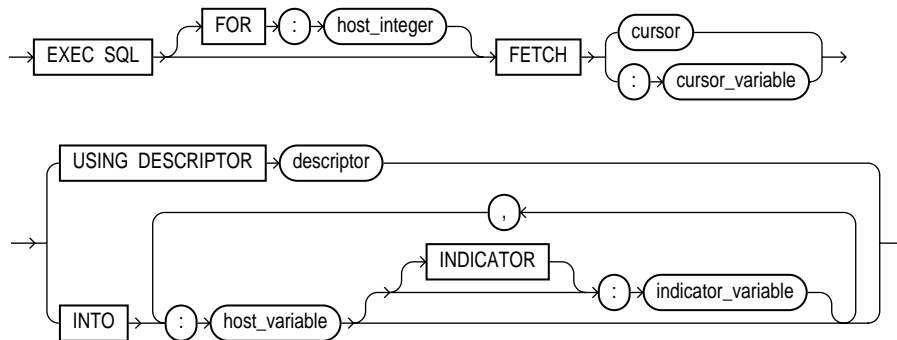 FOR : host_integer
EXEC SQL FETCH cursor
: cursor_variable
USING DESCRIPTOR descriptor
,
INDICATOR
INTO : host_variable : indicator_variable